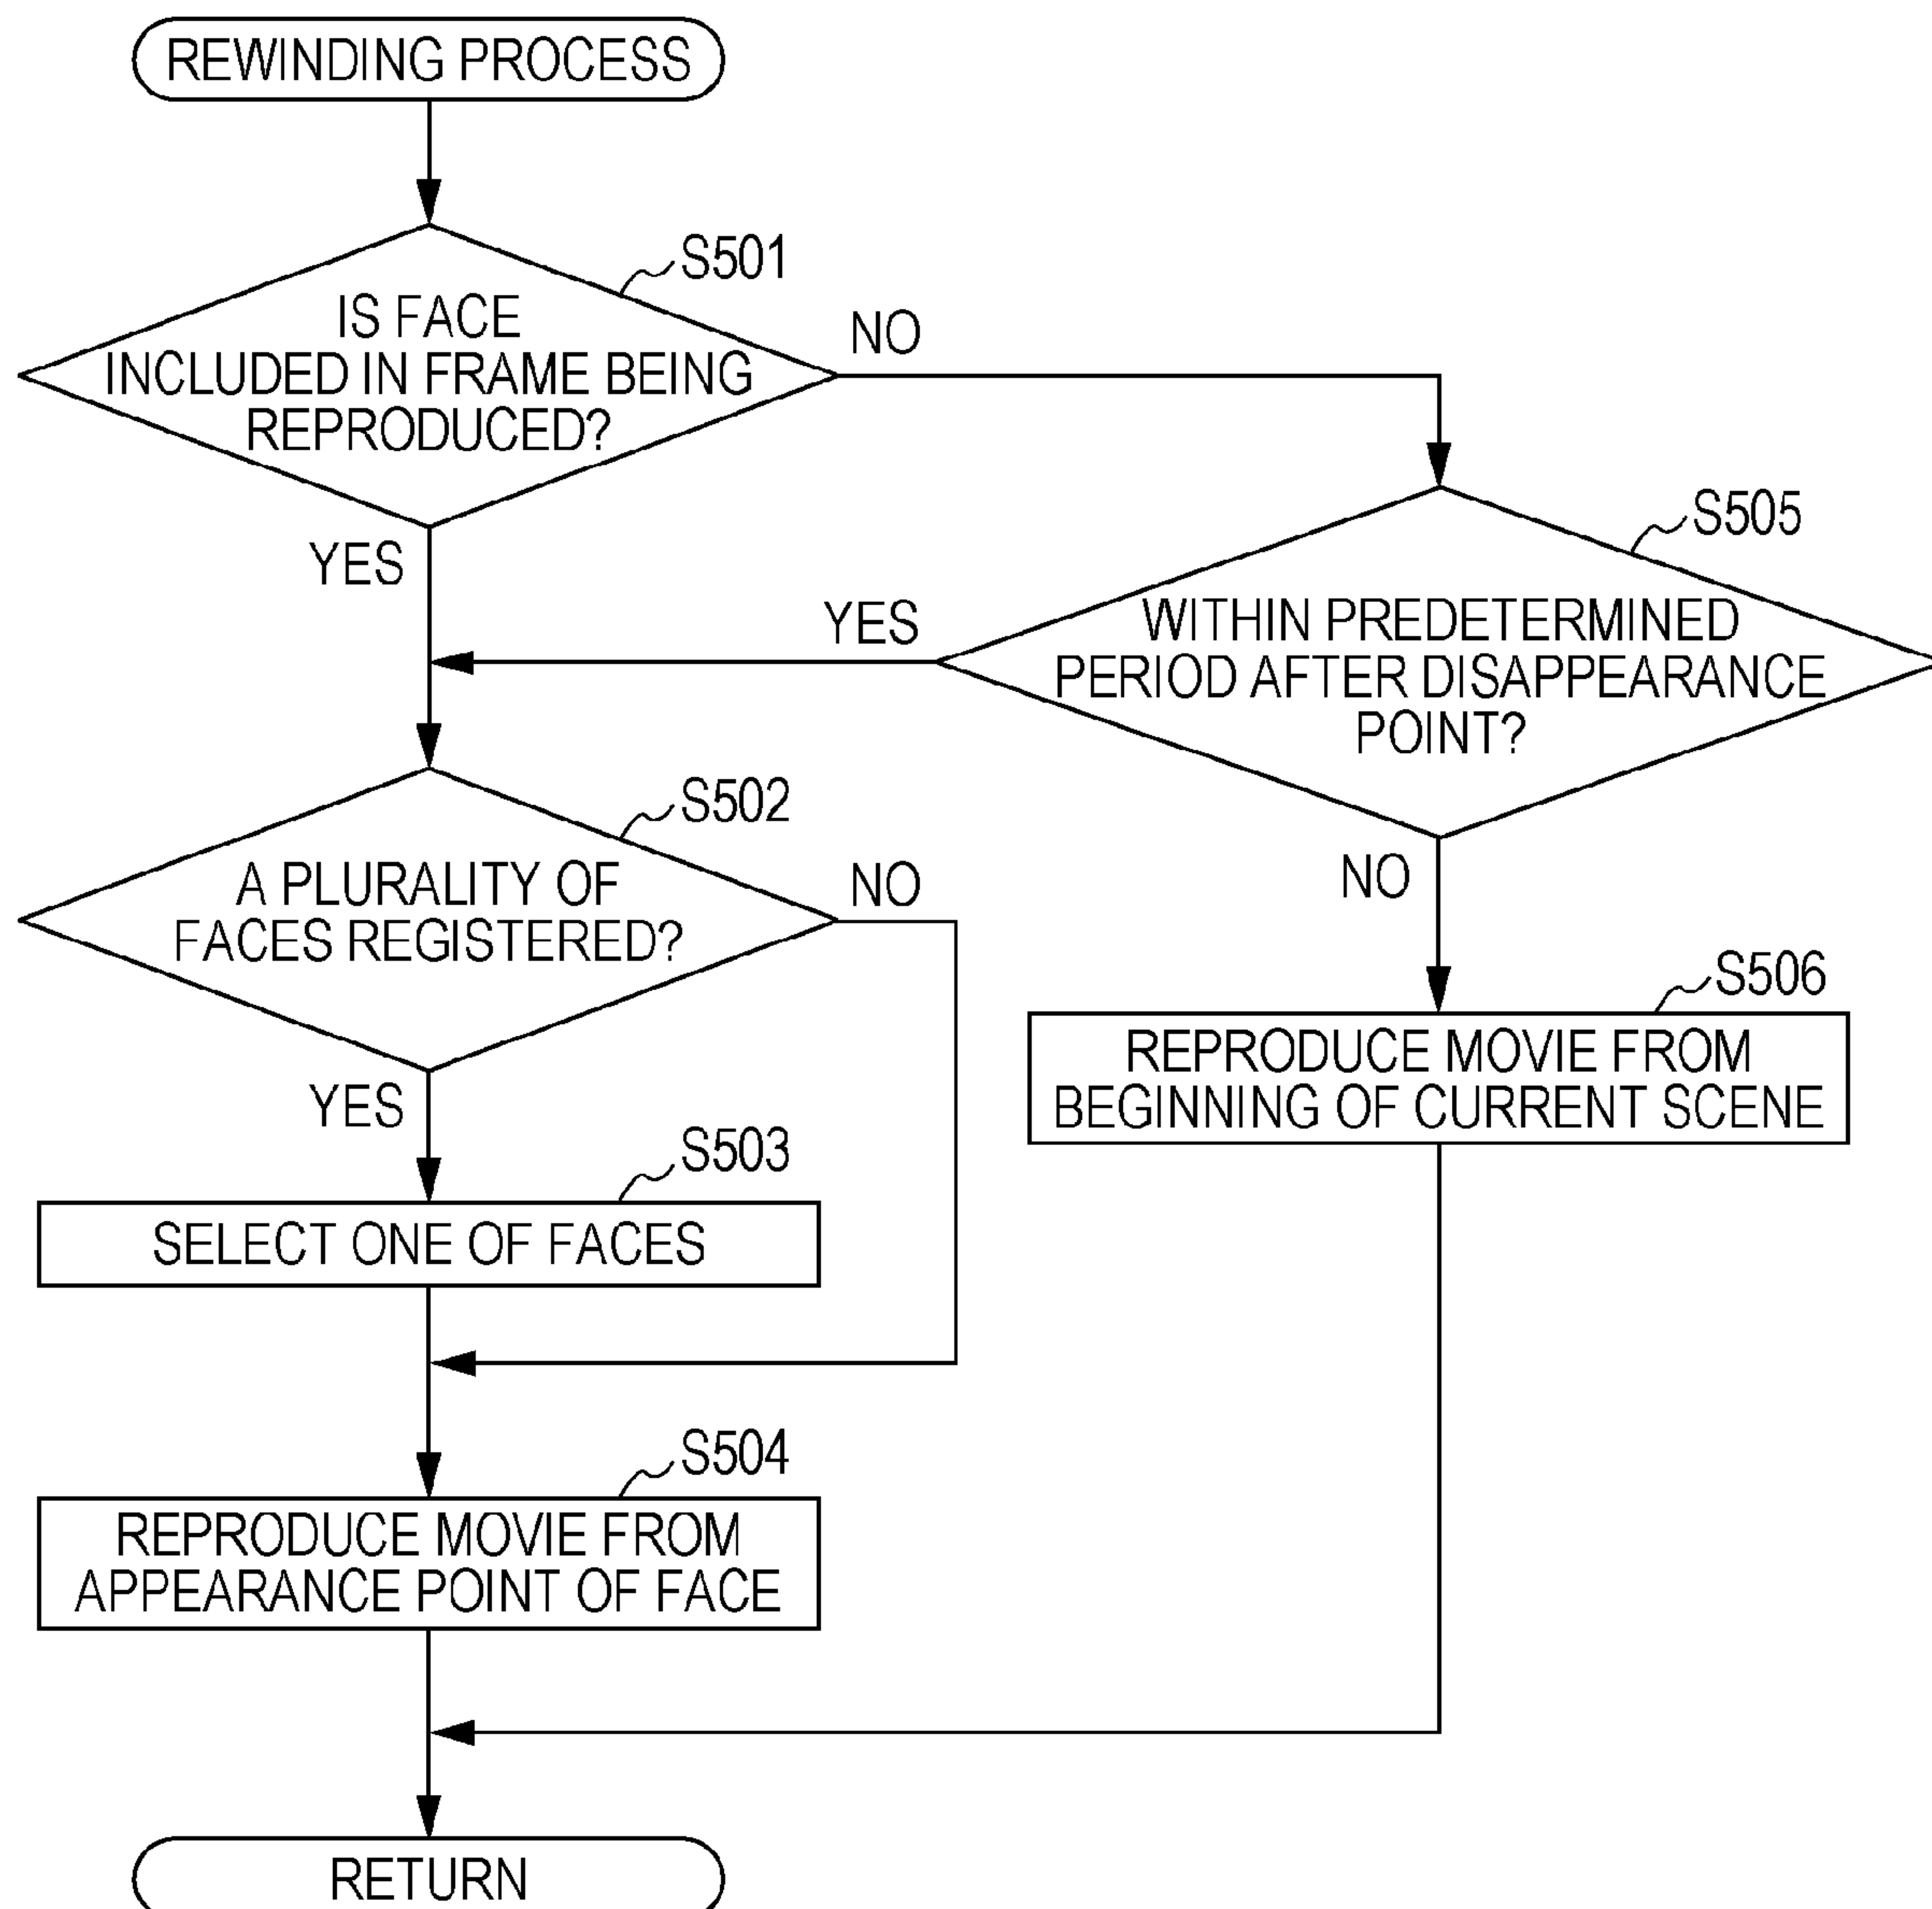 REWINDING PROCESS
S501
IS FACE
INCLUDED IN FRAME BEING
REPRODUCED?
NO
YES
S505
WITHIN PREDETERMINED
PERIOD AFTER DISAPPEARANCE
POINT?
YES
NO
S502
A PLURALITY OF
FACES REGISTERED?
NO
YES
S506
REPRODUCE MOVIE FROM
BEGINNING OF CURRENT SCENE
S503
SELECT ONE OF FACES
S504
REPRODUCE MOVIE FROM
APPEARANCE POINT OF FACE
RETURN